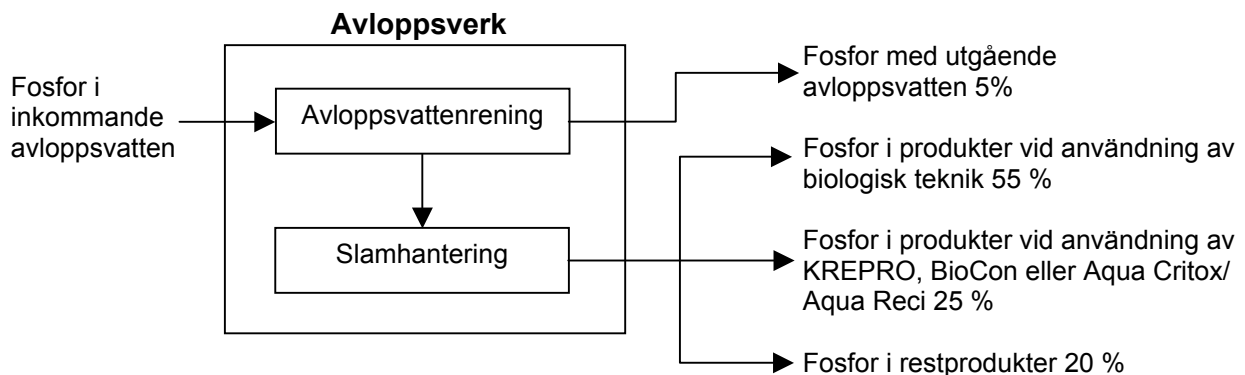 Avloppsverk
Fosfor i
inkommande
avloppsvatten
Avloppsvattenrening
Slamhantering
Fosfor med utgående
avloppsvatten 5%
Fosfor i produkter vid användning av
biologisk teknik 55 %
Fosfor i produkter vid användning av
KREPRO, BioCon eller Aqua Critox/
Aqua Reci 25 %
Fosfor i restprodukter 20 %